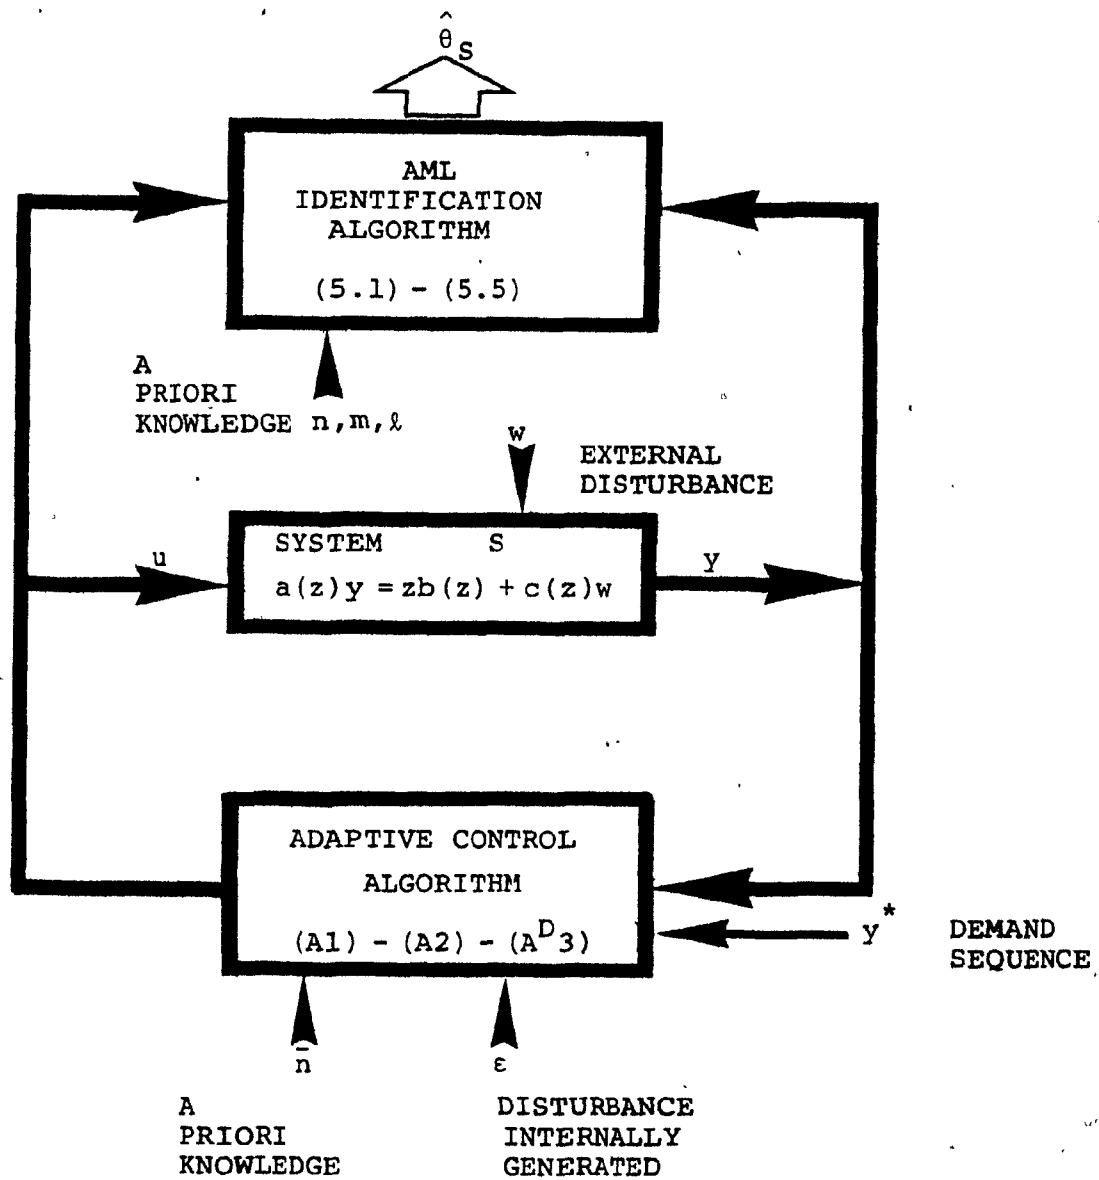 θ̂ S
AML
IDENTIFICATION
ALGORITHM
(5.1) - (5.5)
A
PRIORI
KNOWLEDGE n,m,ℓ
w
EXTERNAL
DISTURBANCE
SYSTEM S
u
a(z)y = zb(z) + c(z)w
y
ADAPTIVE CONTROL
ALGORITHM
(A1) - (A2) - (A^D3)
y*
DEMAND
SEQUENCE
n̄
ε
A
PRIORI
KNOWLEDGE
DISTURBANCE
INTERNALLY
GENERATED